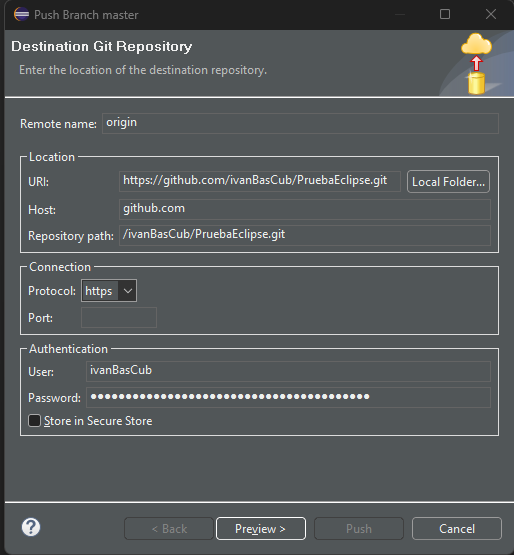 Push Branch master
Destination Git Repository
Enter the location of the destination repository.
Remote name: origin
Location
URI: https://github.com/ivanBasCub/PruebaEclipse.git Local Folder...
Host: github.com
Repository path: /ivanBasCub/PruebaEclipse.git
Connection
Protocol: https
Port:
Authentication
User: ivanBasCub
Password: ●●●●●●●●●●●●●●●●●●●●●●●●●●●●●●●●●●●●●●●●
Store in Secure Store
? < Back Preview > Push Cancel